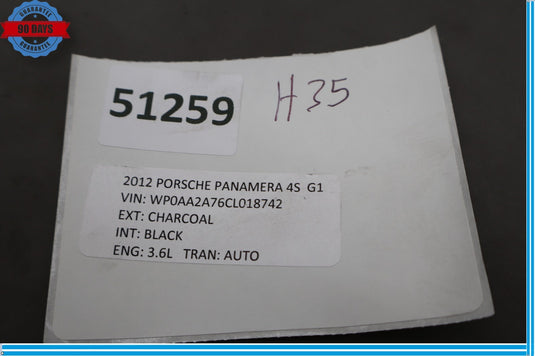 GUARANTEE
90 DAYS
GUARANTEE
51259
H35
2012 PORSCHE PANAMERA 4S G1
VIN: WP0AA2A76CL018742
EXT: CHARCOAL
INT: BLACK
ENG: 3.6L TRAN: AUTO